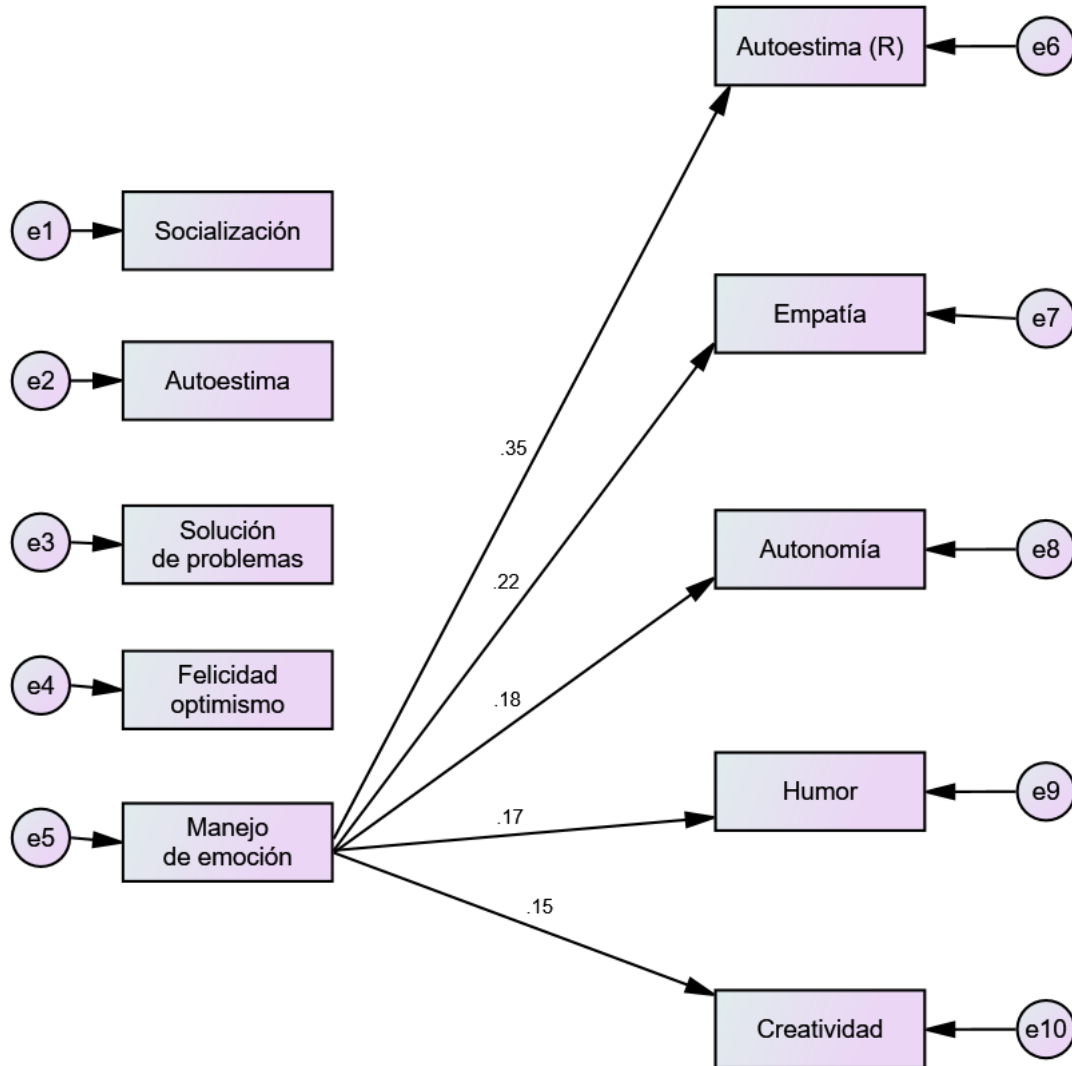 Autoestima (R)
e6
e1
Socialización
Empatía
e7
e2
Autoestima
.35
e3
Solución
de problemas
Autonomía
e8
.22
e4
Felicidad
optimismo
.18
Humor
e9
e5
Manejo
de emoción
.17
.15
Creatividad
e10